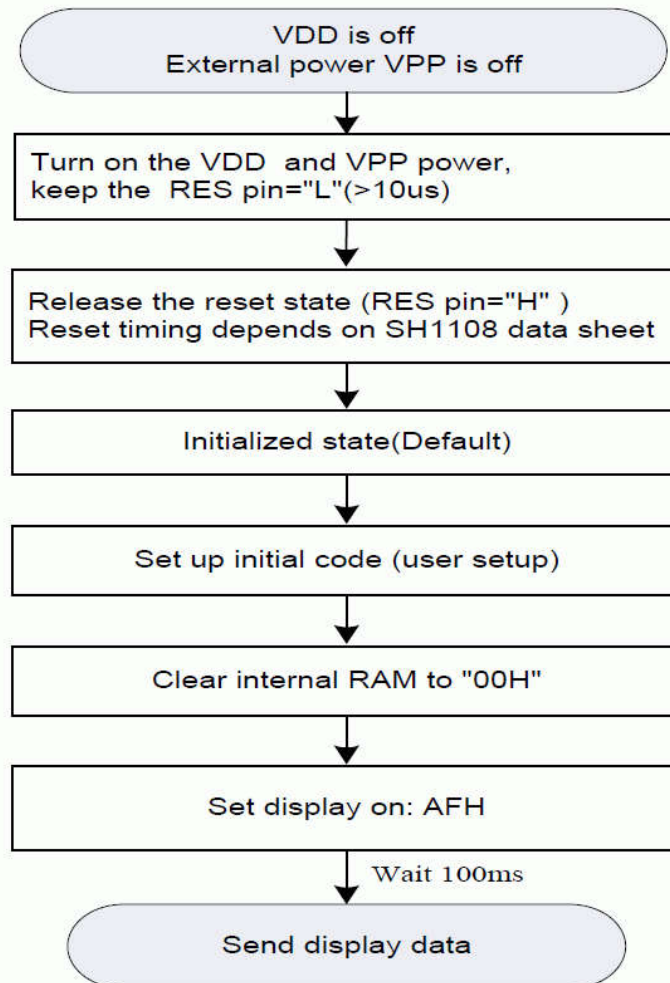 VDD is off
External power VPP is off
Turn on the VDD and VPP power,
keep the RES pin="L"(>10us)
Release the reset state (RES pin="H" )
Reset timing depends on SH1108 data sheet
Initialized state(Default)
Set up initial code (user setup)
Clear internal RAM to "00H"
Set display on: AFH
Wait 100ms
Send display data